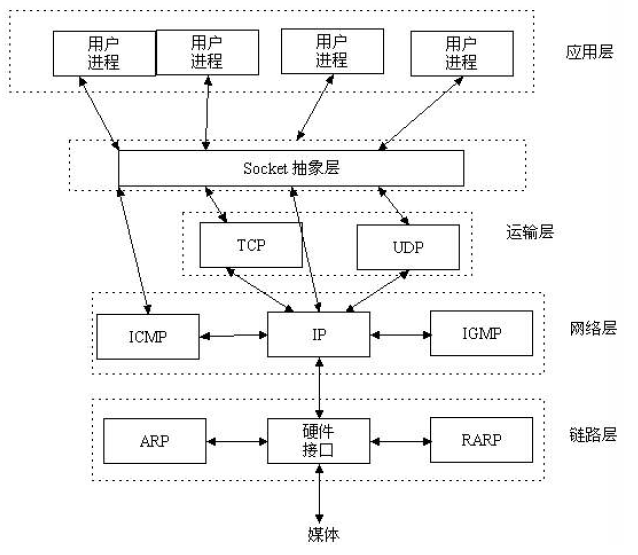 用户
进程
用户
进程
用户
进程
用户
进程
应用层
Socket 抽象层
运输层
TCP
UDP
网络层
ICMP
IP
IGMP
链路层
ARP
硬件
接口
RARP
媒体